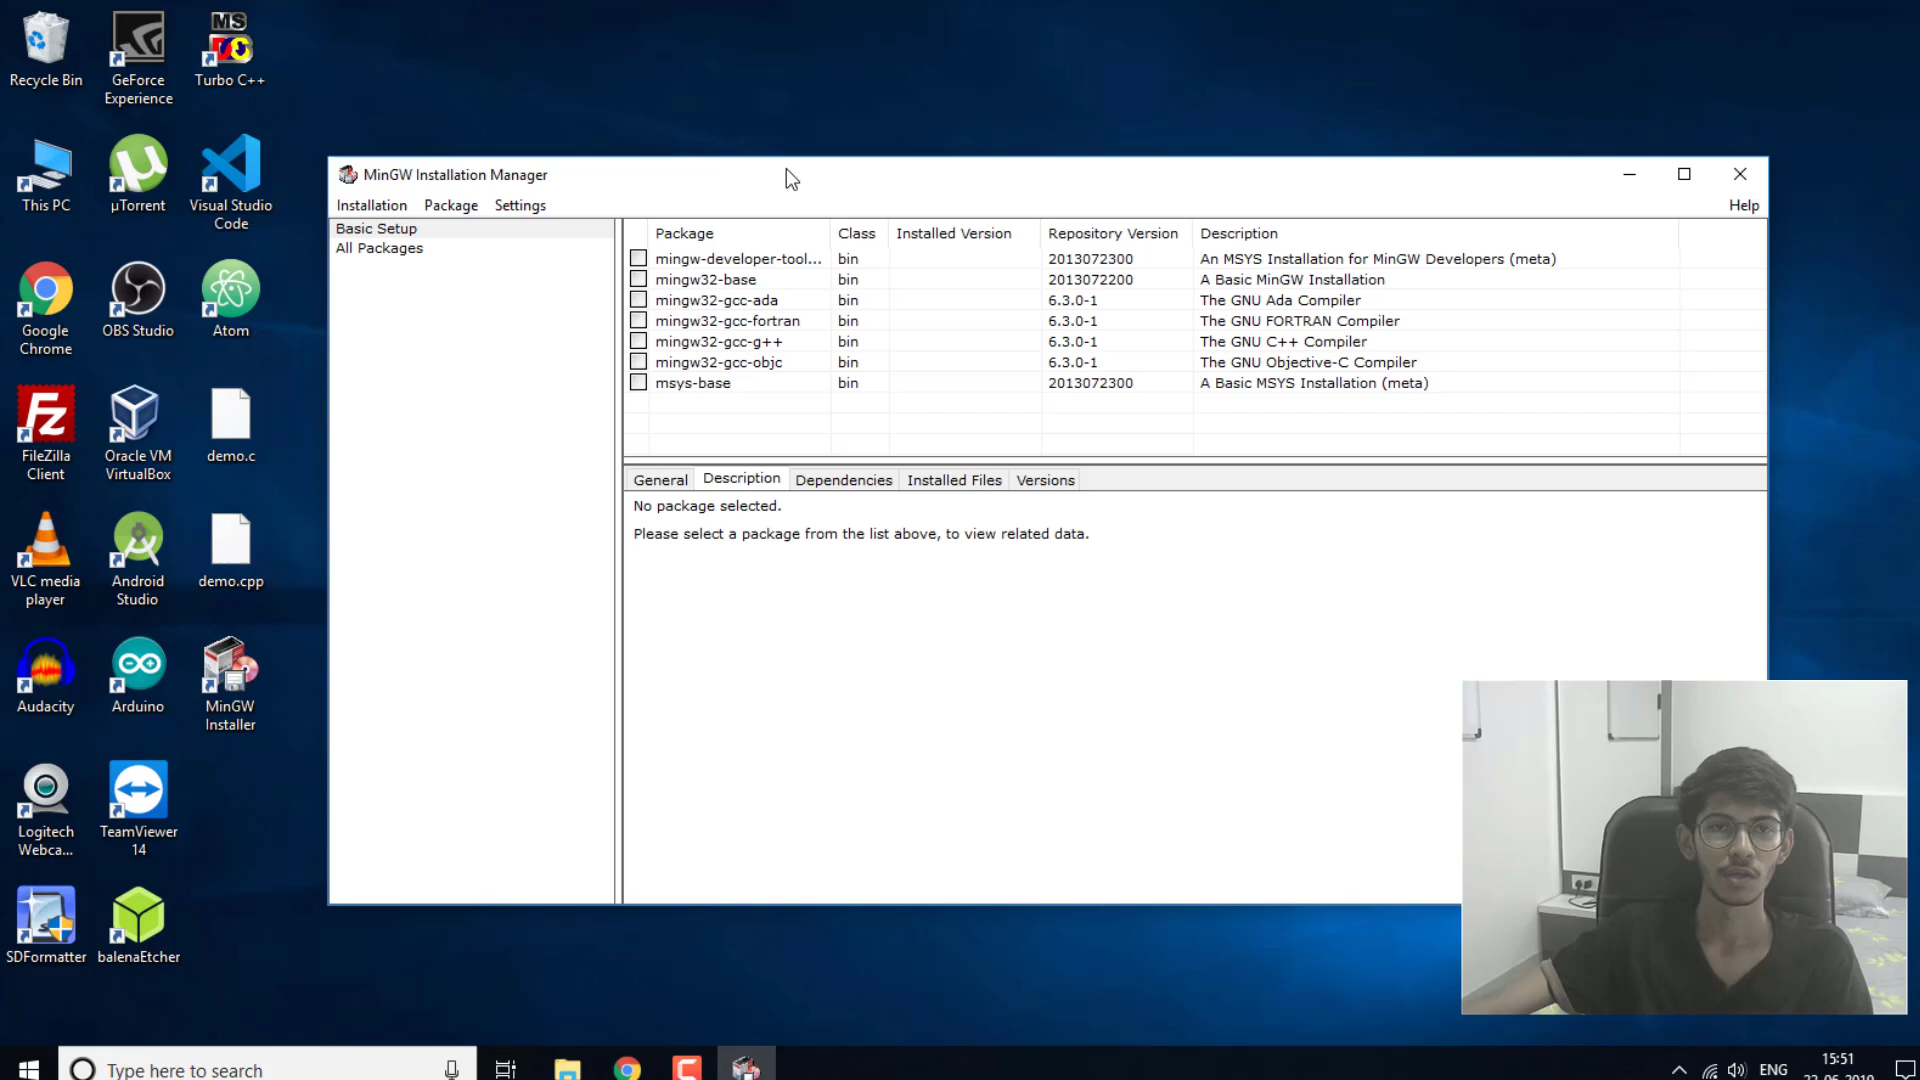 Recycle Bin
GeForce
Experience
MS
Turbo C++
This PC
µTorrent
Visual Studio
Code
Google
Chrome
OBS Studio
Atom
FileZilla
Client
Oracle VM
VirtualBox
demo.c
VLC media
player
Android
Studio
demo.cpp
Audacity
Arduino
MinGW
Installer
Logitech
Webca...
TeamViewer
14
SDFormatter
balenaEtcher
MinGW Installation Manager
Installation Package Settings Help
Basic Setup
All Packages
Package Class Installed Version Repository Version Description
mingw-developer-tool... bin 2013072300 An MSYS Installation for MinGW Developers (meta)
mingw32-base bin 2013072200 A Basic MinGW Installation
mingw32-gcc-ada bin 6.3.0-1 The GNU Ada Compiler
mingw32-gcc-fortran bin 6.3.0-1 The GNU FORTRAN Compiler
mingw32-gcc-g++ bin 6.3.0-1 The GNU C++ Compiler
mingw32-gcc-objc bin 6.3.0-1 The GNU Objective-C Compiler
msys-base bin 2013072300 A Basic MSYS Installation (meta)
General Description Dependencies Installed Files Versions
No package selected.
Please select a package from the list above, to view related data.
Type here to search
ENG
15:51